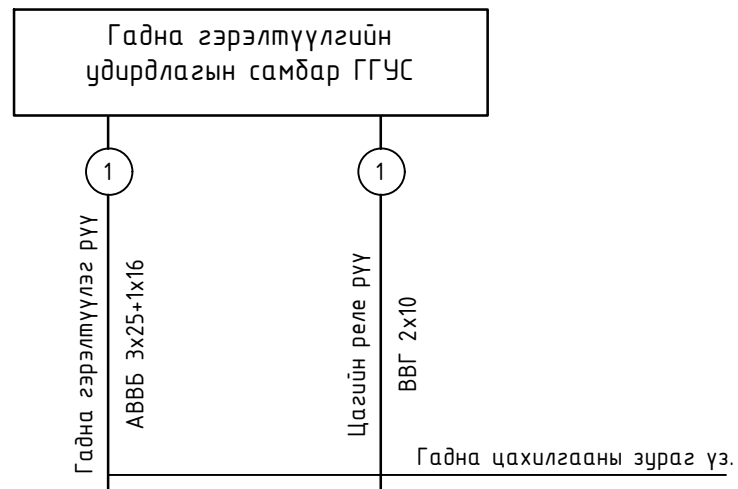 Гадна гэрэлтүүлгийн
удирдлагын самбар ГГУС
1
1
Гадна гэрэлтүүлэг рүү
АВВБ 3х25+1х16
Цагийн реле рүү
ВВГ 2х10
Гадна цахилгааны зураг үз.